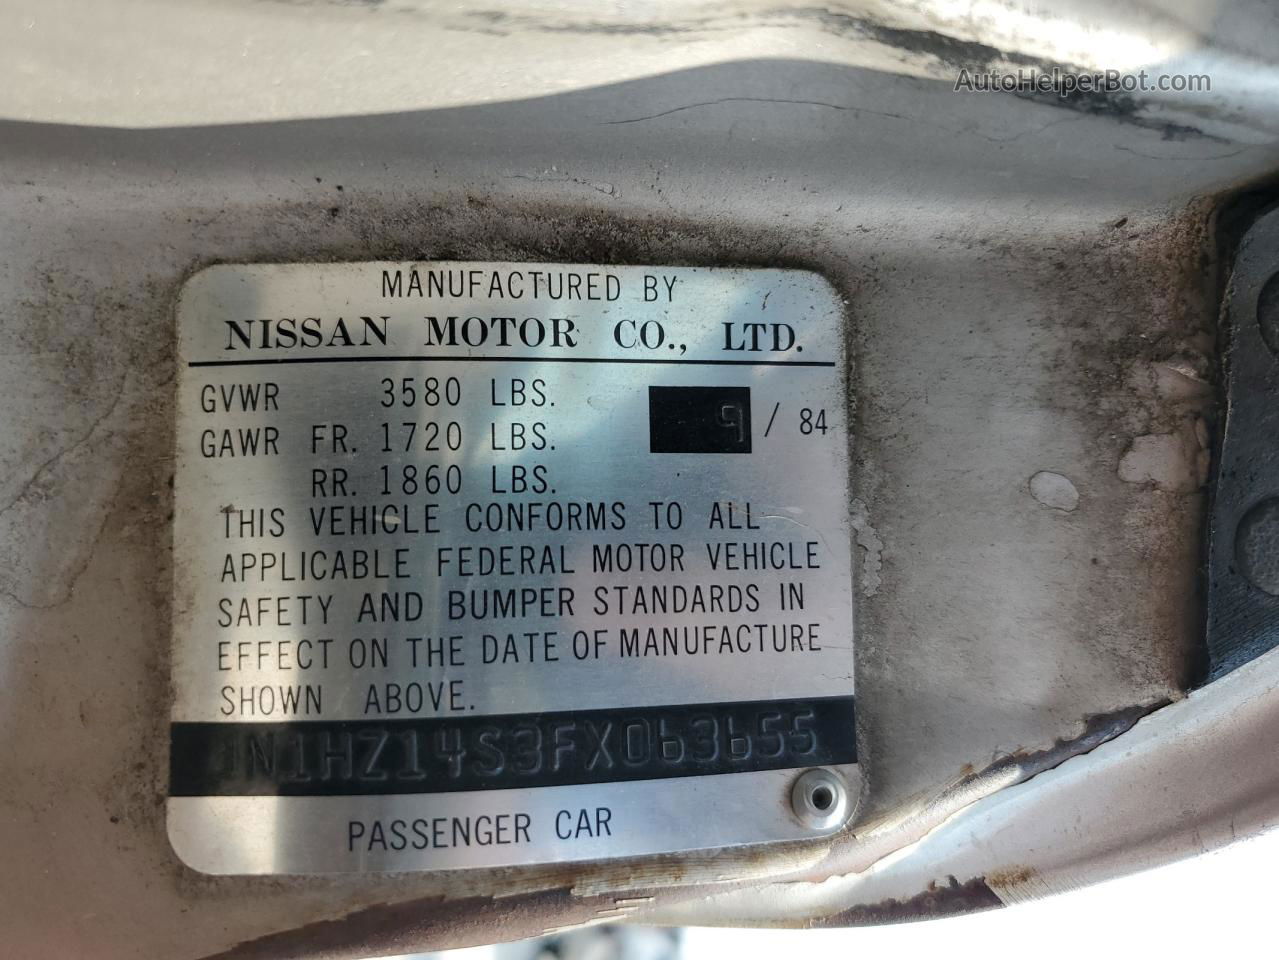 AutoHelperBot.com
MANUFACTURED BY
NISSAN MOTOR CO., LTD.
GVWR 3580 LBS. 9 / 84
GAWR FR. 1720 LBS.
RR. 1860 LBS.
THIS VEHICLE CONFORMS TO ALL
APPLICABLE FEDERAL MOTOR VEHICLE
SAFETY AND BUMPER STANDARDS IN
EFFECT ON THE DATE OF MANUFACTURE
SHOWN ABOVE.
JN1HZ14S3FX063655
PASSENGER CAR